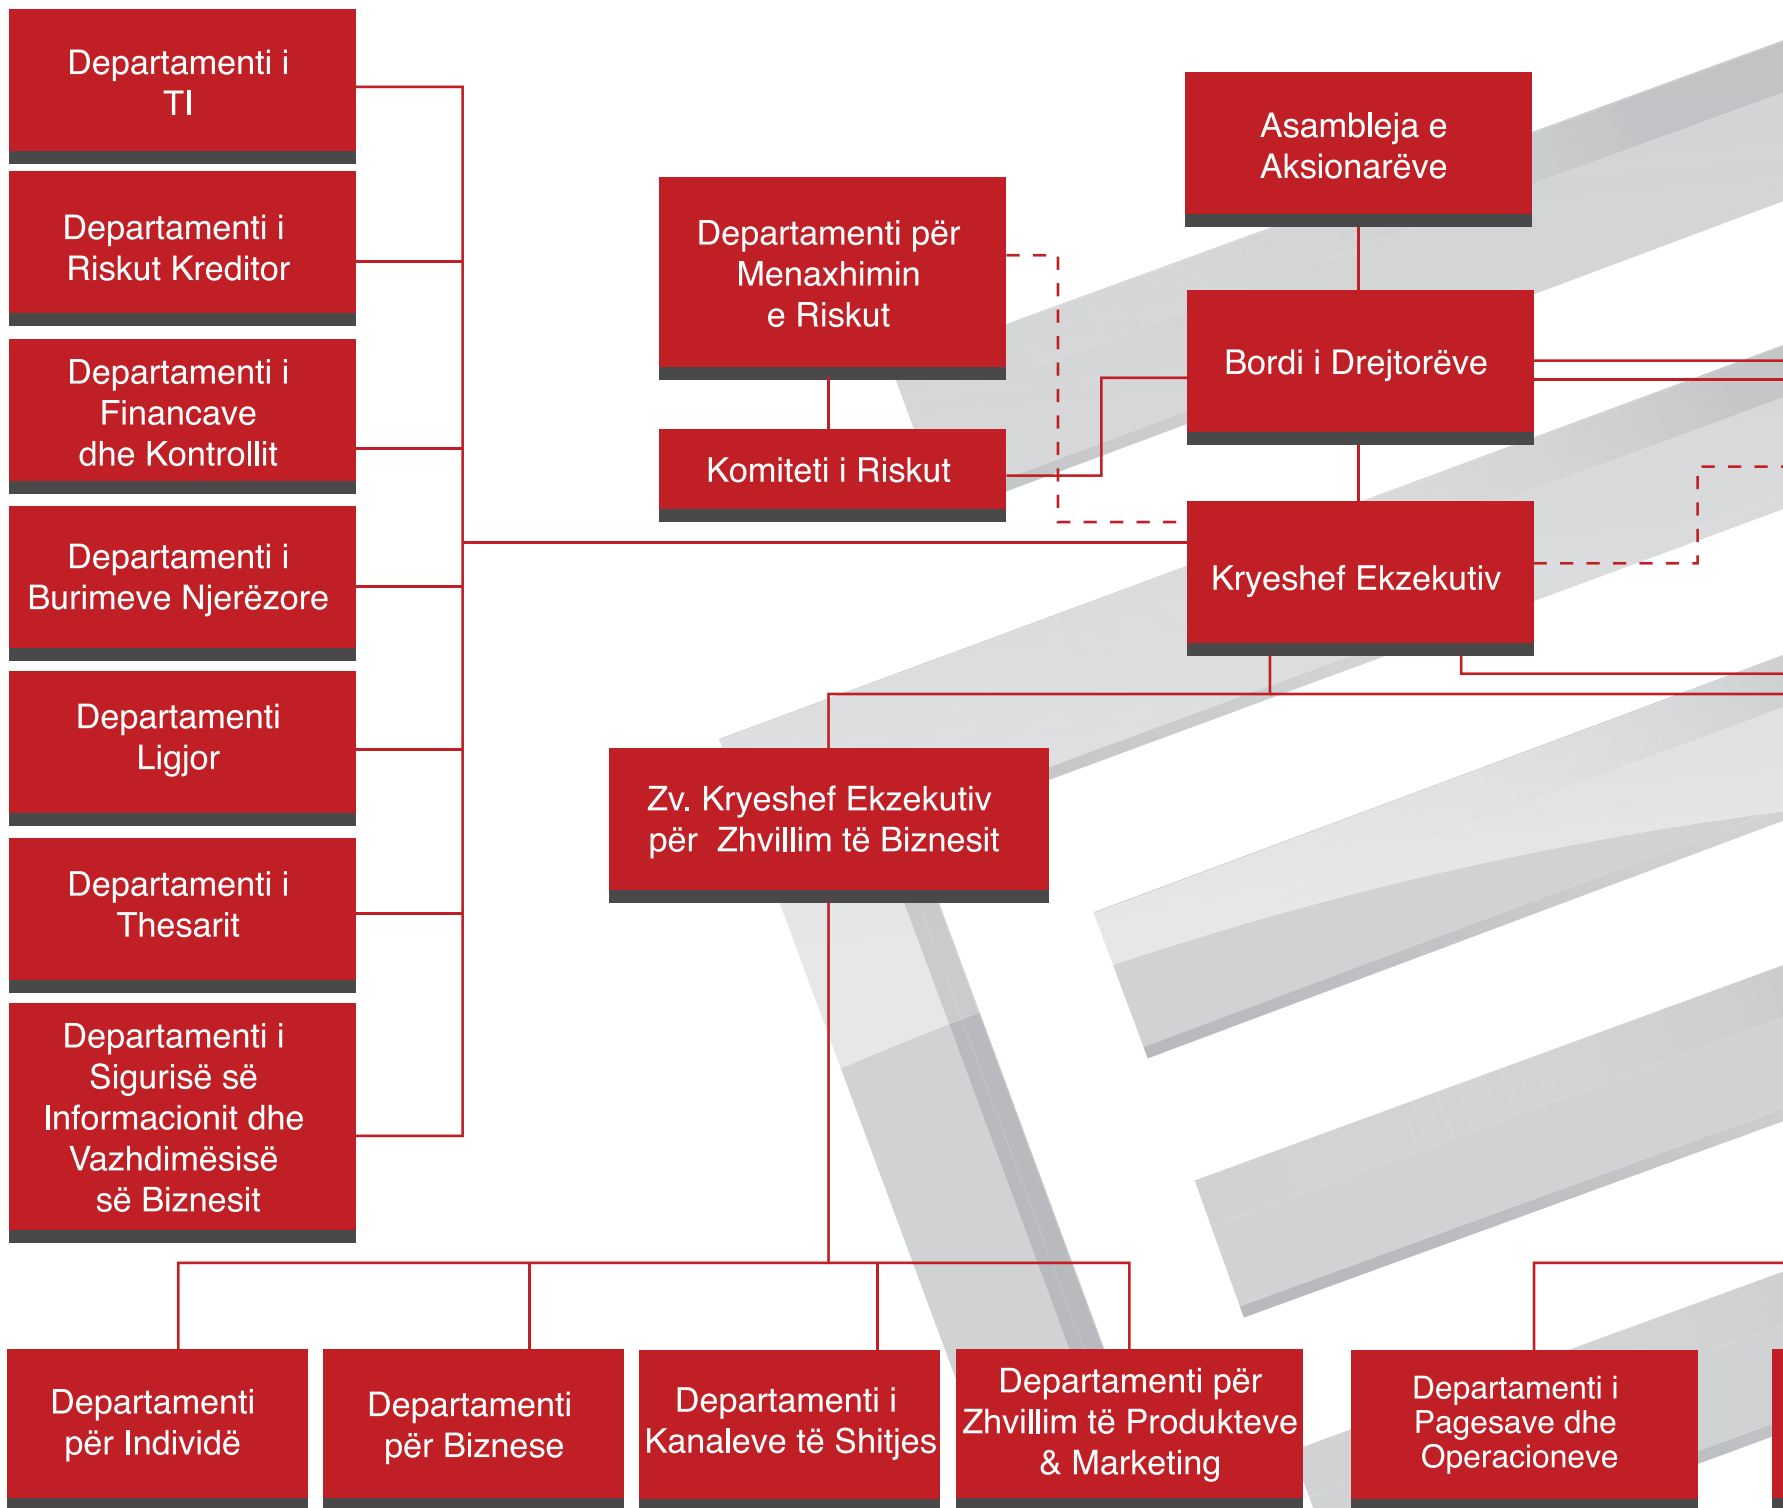 Departamenti i
TI
Departamenti i
Riskut Kreditor
Departamenti i
Financave
dhe Kontrollit
Departamenti i
Burimeve Njerëzore
Departamenti
Ligjor
Departamenti i
Thesarit
Departamenti i
Sigurisë së
Informacionit dhe
Vazhdimësisë
së Biznesit
Departamenti për
Menaxhimin
e Riskut
Komiteti i Riskut
Asambleja e
Aksionarëve
Bordi i Drejtorëve
Kryeshef Ekzekutiv
Zv. Kryeshef Ekzekutiv
për Zhvillim të Biznesit
Departamenti
për Individë
Departamenti
për Biznese
Departamenti i
Kanaleve të Shitjes
Departamenti për
Zhvillim të Produkteve
& Marketing
Departamenti i
Pagesave dhe
Operacioneve